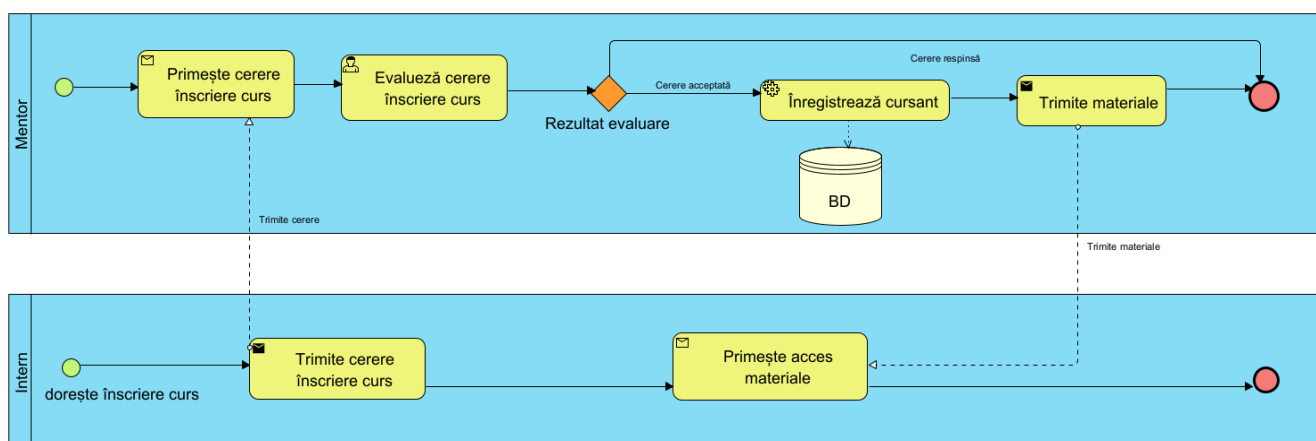 Mentor
Primește cerere
înscriere curs
Evalueză cerere
înscriere curs
Rezultat evaluare
Cerere respinsă
Cerere acceptată
Înregistrează cursant
Trimite materiale
BD
Trimite cerere
Trimite materiale
Intern
dorește înscriere curs
Trimite cerere
înscriere curs
Primește acces
materiale